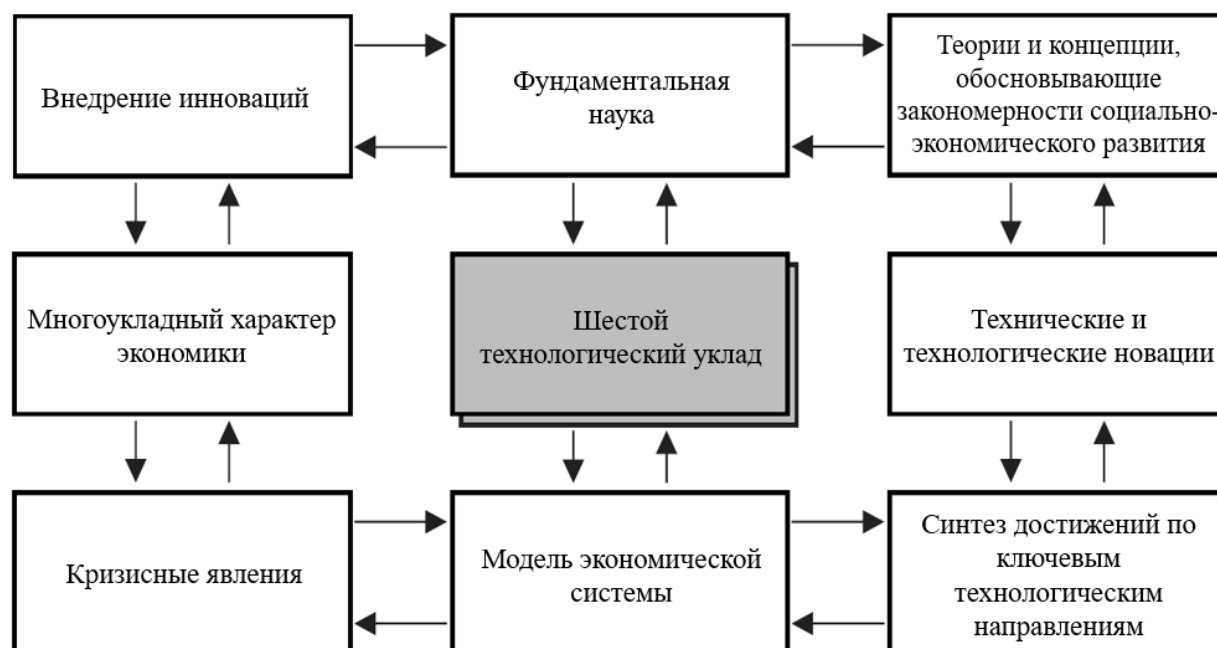 Внедрение инноваций
Фундаментальная
наука
Теории и концепции,
обосновывающие
закономерности социально-
экономического развития
Многоукладный характер
экономики
Шестой
технологический уклад
Технические и
технологические новации
Кризисные явления
Модель экономической
системы
Синтез достижений по
ключевым
технологическим
направлениям